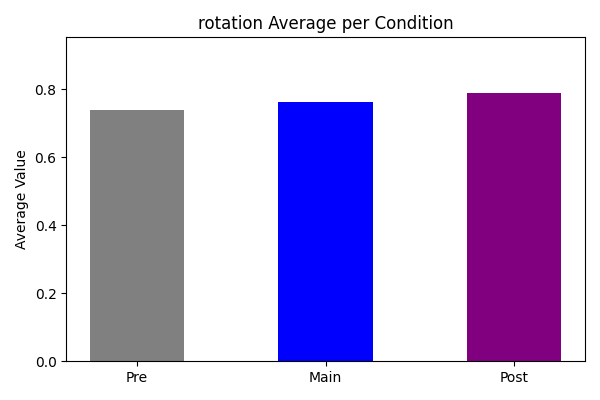 rotation Average per Condition
Average Value
0.8
0.6
0.4
0.2
0.0
Pre
Main
Post